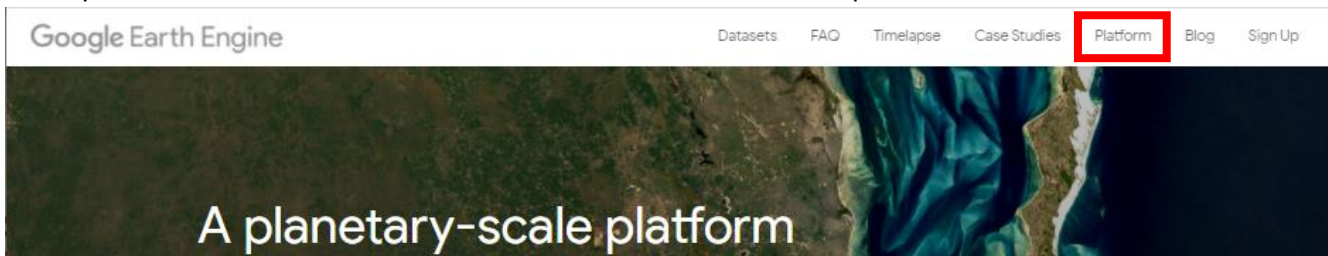 Google Earth Engine Datasets FAQ Timelapse Case Studies Platform Blog Sign Up
A planetary-scale platform